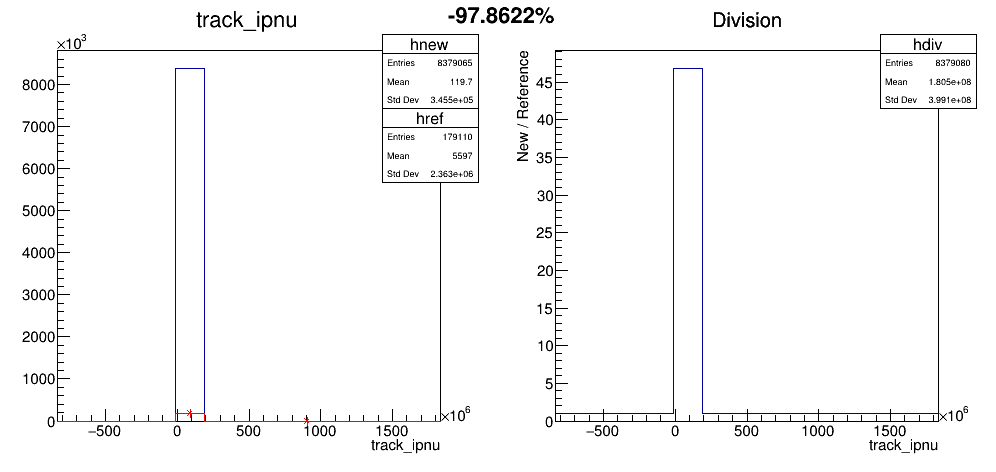 -97.8622%
track_ipnu
×10³
8000
7000
6000
5000
4000
3000
2000
1000
0
−500
0
500
1000
1500
×10⁶
track_ipnu
hnew
Entries 8379065
Mean 119.7
Std Dev 3.455e+05
href
Entries 179110
Mean 5597
Std Dev 2.363e+06
Division
New / Reference
45
40
35
30
25
20
15
10
5
0
−500
0
500
1000
1500
×10⁶
track_ipnu
hdiv
Entries 8379080
Mean 1.805e+08
Std Dev 3.991e+08